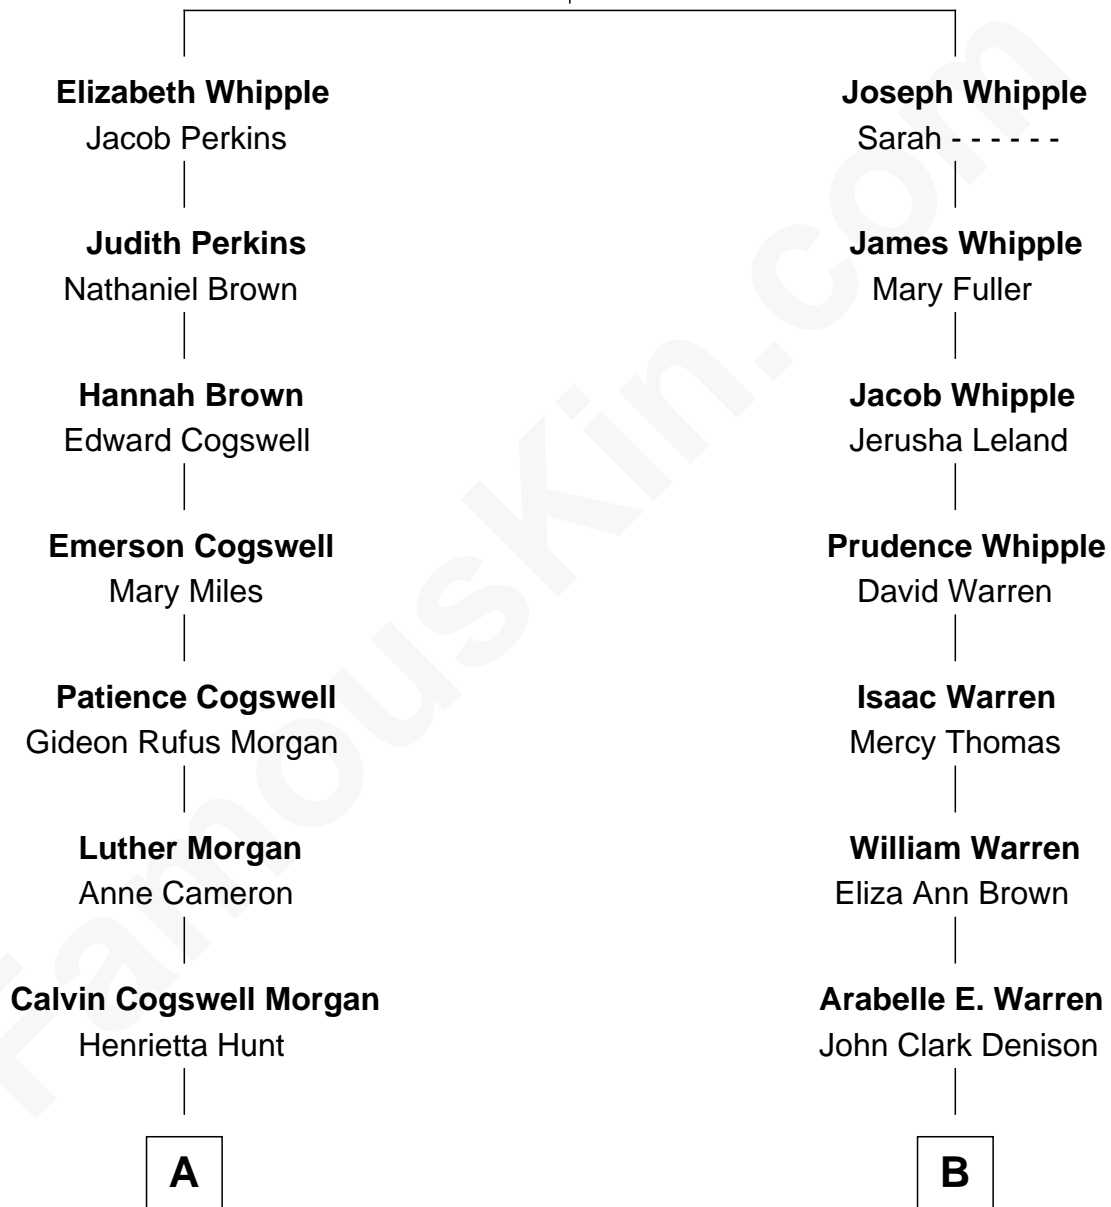 Elizabeth Whipple
Jacob Perkins
Judith Perkins
Nathaniel Brown
Hannah Brown
Edward Cogswell
Emerson Cogswell
Mary Miles
Patience Cogswell
Gideon Rufus Morgan
Luther Morgan
Anne Cameron
Calvin Cogswell Morgan
Henrietta Hunt
A
Joseph Whipple
Sarah - - - - - -
James Whipple
Mary Fuller
Jacob Whipple
Jerusha Leland
Prudence Whipple
David Warren
Isaac Warren
Mercy Thomas
William Warren
Eliza Ann Brown
Arabelle E. Warren
John Clark Denison
B
FamousKin.com